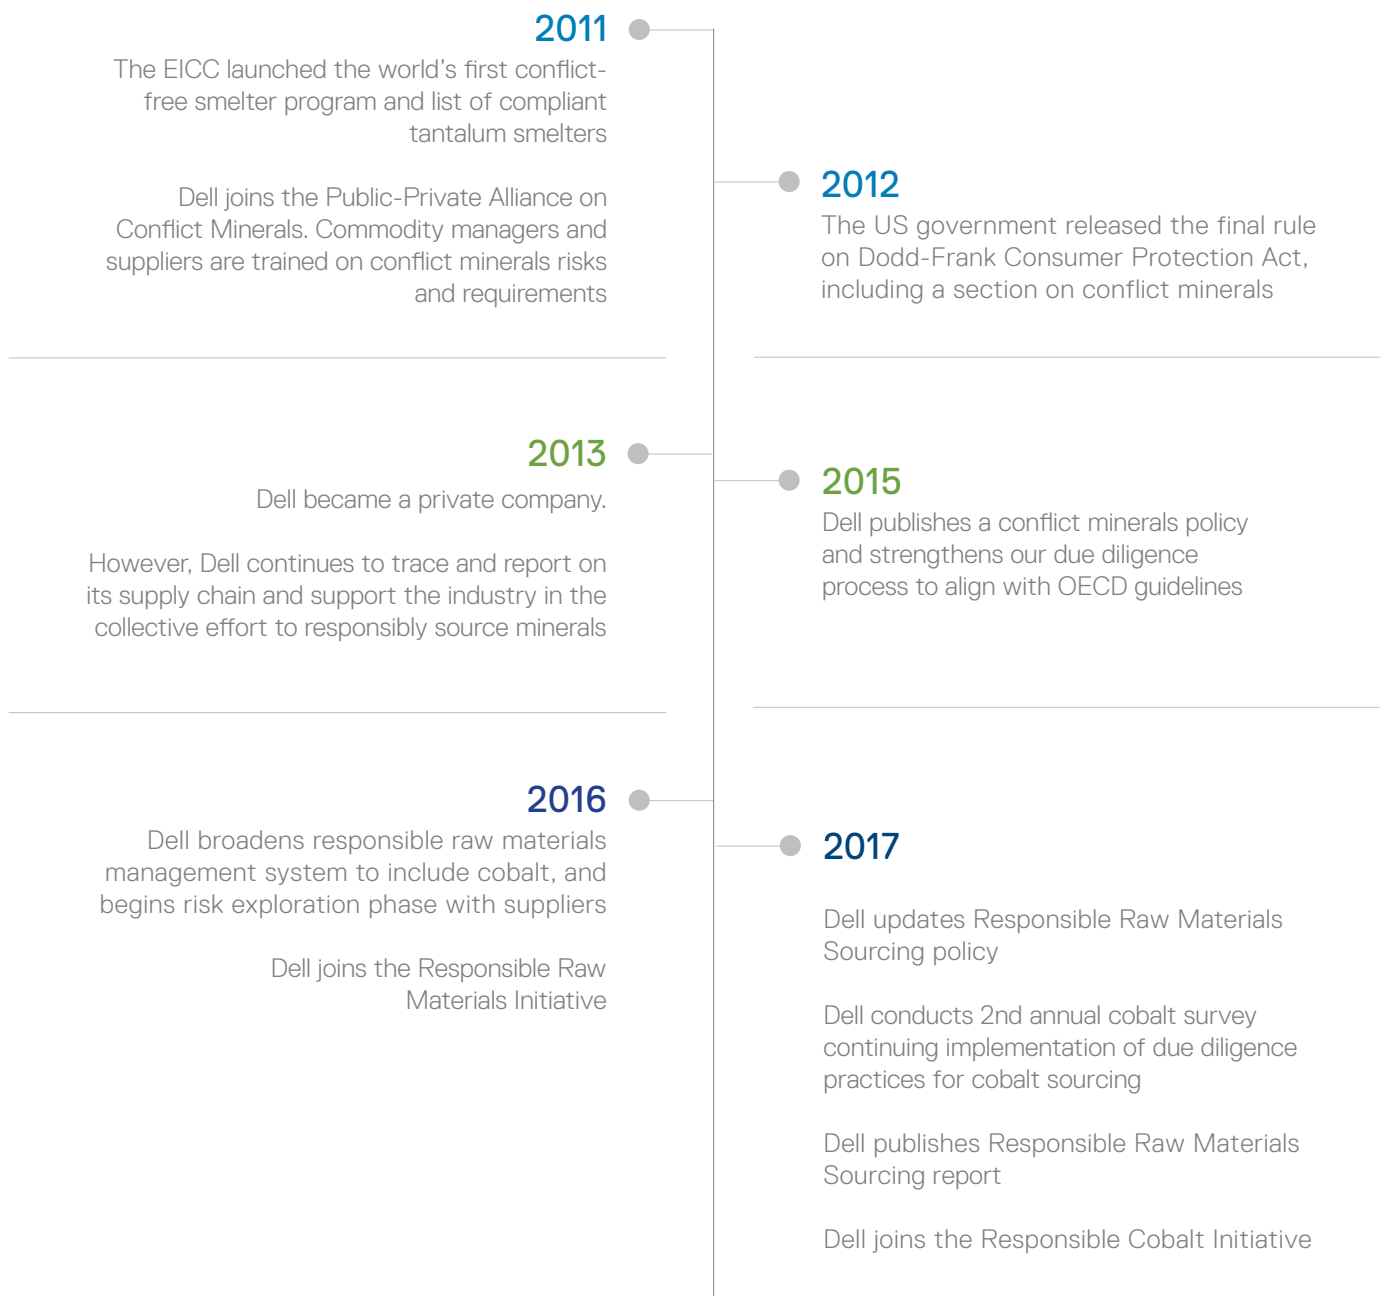 2011
The EICC launched the world's first conflict-
free smelter program and list of compliant
tantalum smelters
Dell joins the Public-Private Alliance on
Conflict Minerals. Commodity managers and
suppliers are trained on conflict minerals risks
and requirements
2012
The US government released the final rule
on Dodd-Frank Consumer Protection Act,
including a section on conflict minerals
2013
Dell became a private company.
However, Dell continues to trace and report on
its supply chain and support the industry in the
collective effort to responsibly source minerals
2015
Dell publishes a conflict minerals policy
and strengthens our due diligence
process to align with OECD guidelines
2016
Dell broadens responsible raw materials
management system to include cobalt, and
begins risk exploration phase with suppliers
Dell joins the Responsible Raw
Materials Initiative
2017
Dell updates Responsible Raw Materials
Sourcing policy
Dell conducts 2nd annual cobalt survey
continuing implementation of due diligence
practices for cobalt sourcing
Dell publishes Responsible Raw Materials
Sourcing report
Dell joins the Responsible Cobalt Initiative